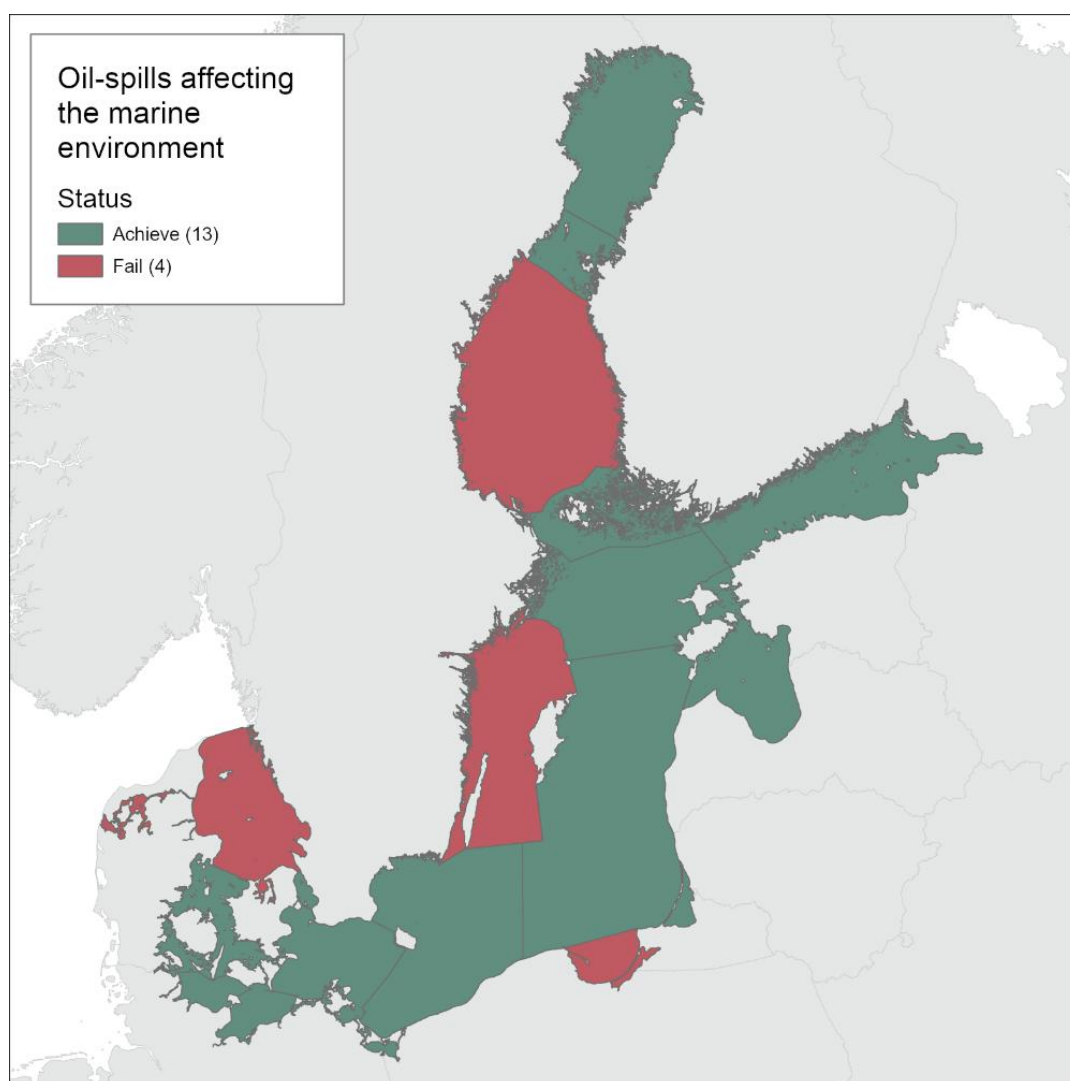 Oil-spills affecting
the marine
environment
Status
Achieve (13)
Fail (4)